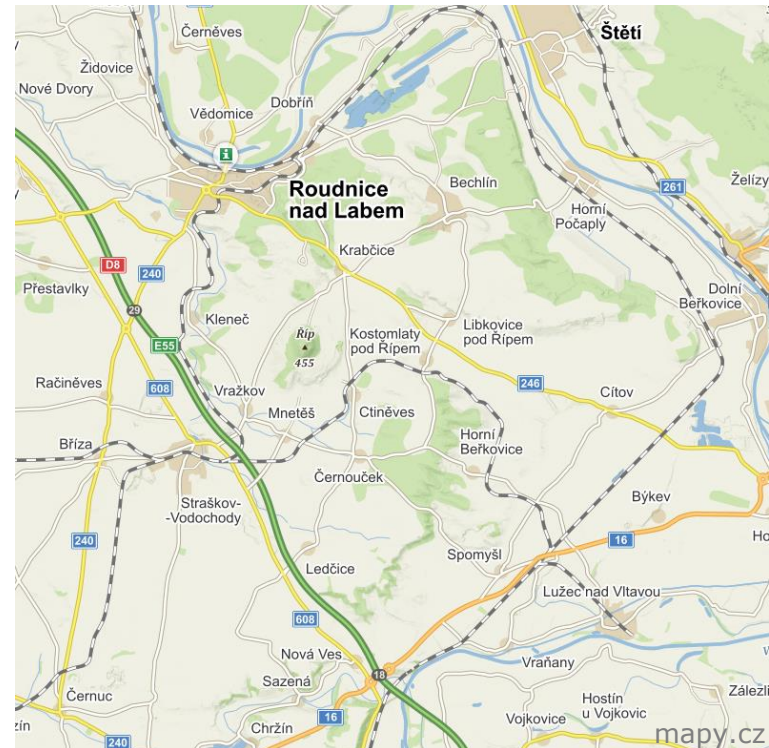 Černěves
Štětí
Židovice
Nové Dvory
Dobříň
Vědomice
i
Roudnice
nad Labem
Bechlín
261
Želízy
Horní
Počaply
Krabčice
D8
240
Přestavlky
Dolní
Beřkovice
29
Kleneč
Říp
455
Kostomlaty
pod Řípem
Libkovice
pod Řípem
E55
Račiněves
608
Vražkov
246
Cítov
Mnetěš
Ctiněves
Bříza
Horní
Beřkovice
Černouček
Straškov-
-Vodochody
Býkev
240
16
Ho
Spomyšl
Ledčice
Lužec nad Vltavou
608
Nová Ves
Vraňany
18
Sazená
Černuc
Zálezli
Hostín
u Vojkovic
16
Chržín
Vojkovice
zín
240
mapy.cz